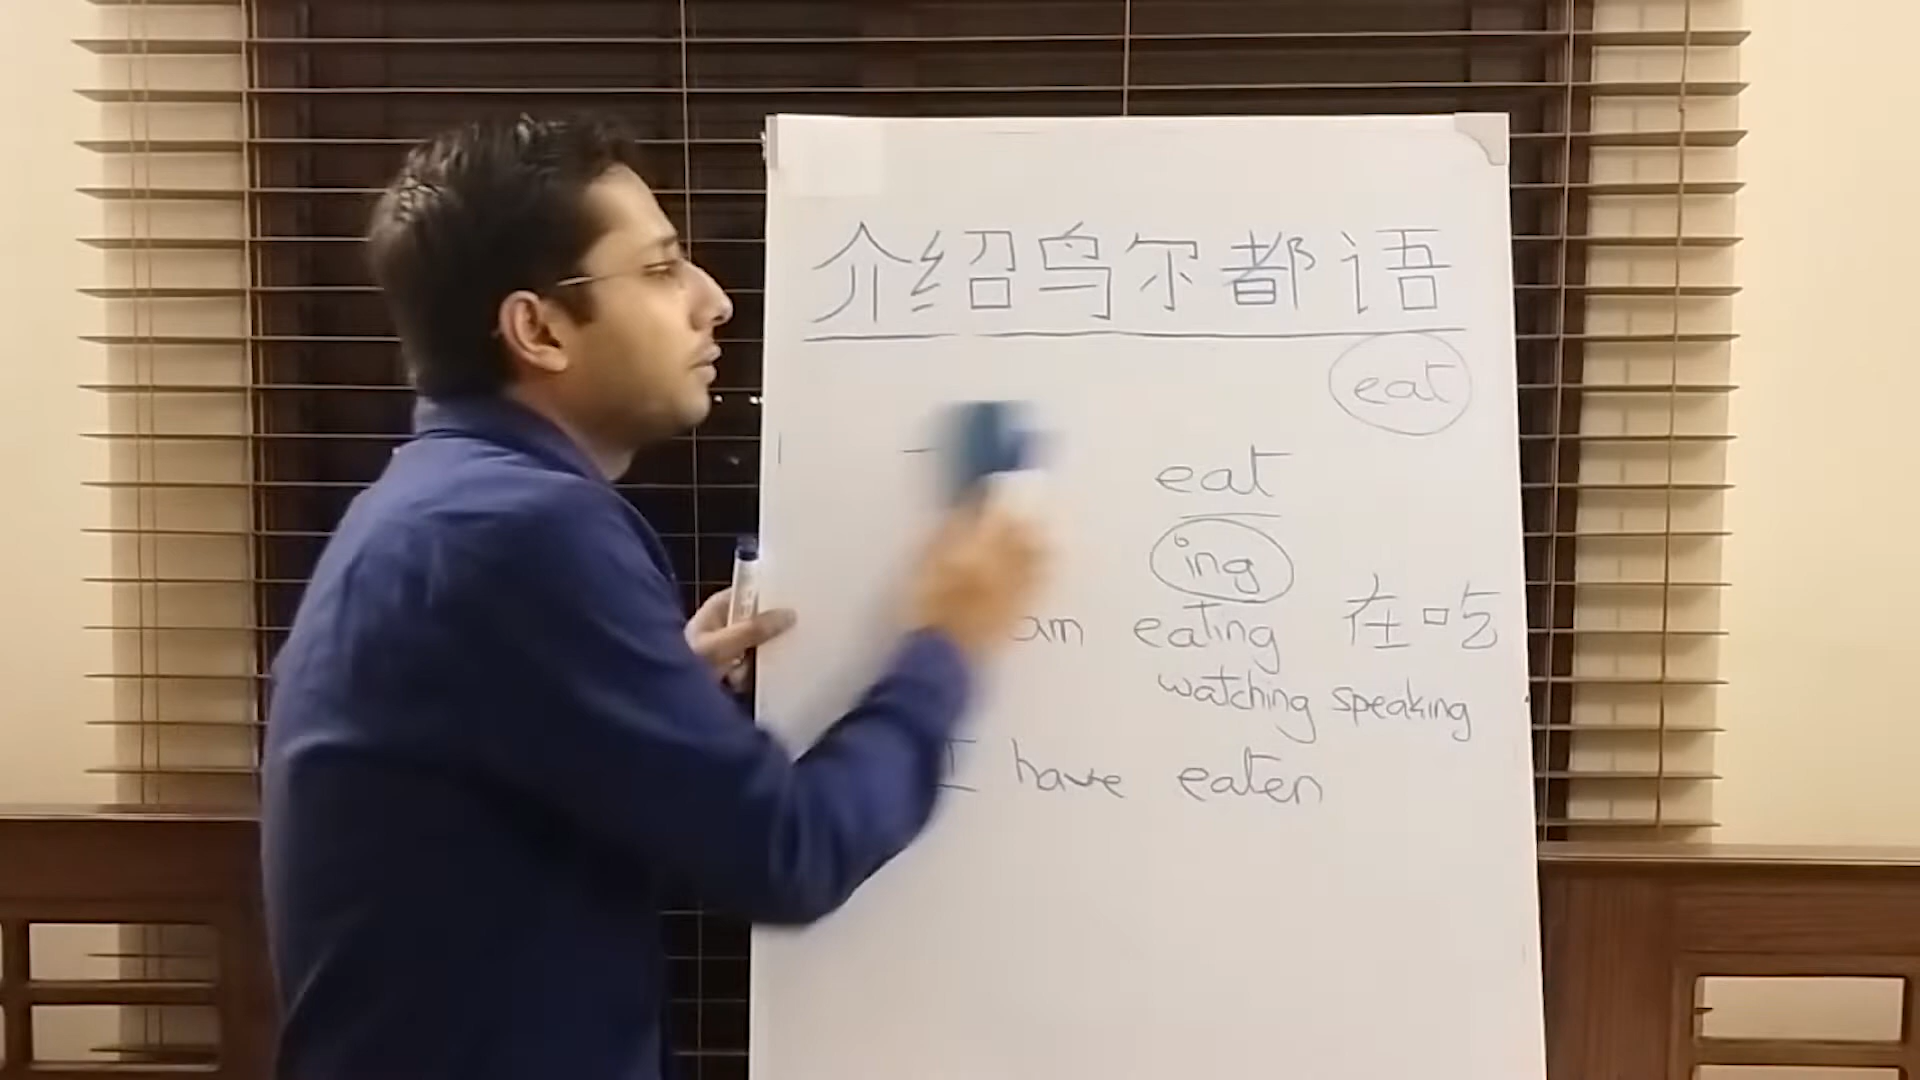 介绍乌尔都语
eat
eat
ing
am eating 在吃
watching speaking
I have eaten